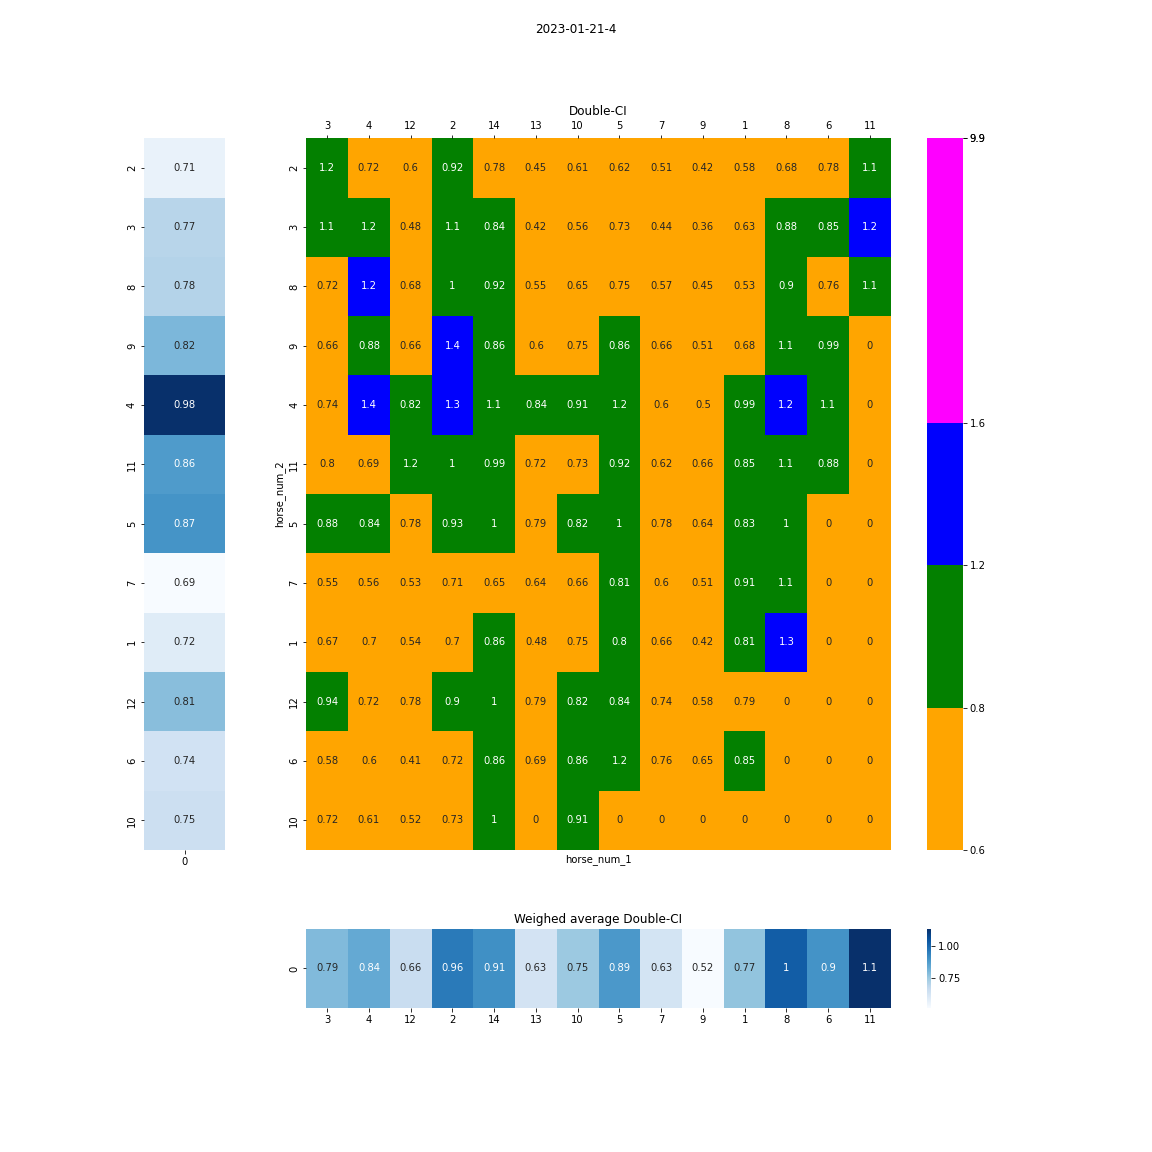 2023-01-21-4
Double-CI
3 4 12 2 14 13 10 5 7 9 1 8 6 11
2 0.71 2 1.2 0.72 0.6 0.92 0.78 0.45 0.61 0.62 0.51 0.42 0.58 0.68 0.78 1.1 9.9
3 0.77 3 1.1 1.2 0.48 1.1 0.84 0.42 0.56 0.73 0.44 0.36 0.63 0.88 0.85 1.2
8 0.78 8 0.72 1.2 0.68 1 0.92 0.55 0.65 0.75 0.57 0.45 0.53 0.9 0.76 1.1
9 0.82 9 0.66 0.88 0.66 1.4 0.86 0.6 0.75 0.86 0.66 0.51 0.68 1.1 0.99 0
4 0.98 4 0.74 1.4 0.82 1.3 1.1 0.84 0.91 1.2 0.6 0.5 0.99 1.2 1.1 0 1.6
11 0.86 11 0.8 0.69 1.2 1 0.99 0.72 0.73 0.92 0.62 0.66 0.85 1.1 0.88 0
horse_num_2
5 0.87 5 0.88 0.84 0.78 0.93 1 0.79 0.82 1 0.78 0.64 0.83 1 0 0 1.2
7 0.69 7 0.55 0.56 0.53 0.71 0.65 0.64 0.66 0.81 0.6 0.51 0.91 1.1 0 0
1 0.72 1 0.67 0.7 0.54 0.7 0.86 0.48 0.75 0.8 0.66 0.42 0.81 1.3 0 0
12 0.81 12 0.94 0.72 0.78 0.9 1 0.79 0.82 0.84 0.74 0.58 0.79 0 0 0 0.8
6 0.74 6 0.58 0.6 0.41 0.72 0.86 0.69 0.86 1.2 0.76 0.65 0.85 0 0 0
10 0.75 10 0.72 0.61 0.52 0.73 1 0 0.91 0 0 0 0 0 0 0 0.6
0 horse_num_1
Weighed average Double-CI
0 0.79 0.84 0.66 0.96 0.91 0.63 0.75 0.89 0.63 0.52 0.77 1 0.9 1.1 1.00
0.75
3 4 12 2 14 13 10 5 7 9 1 8 6 11